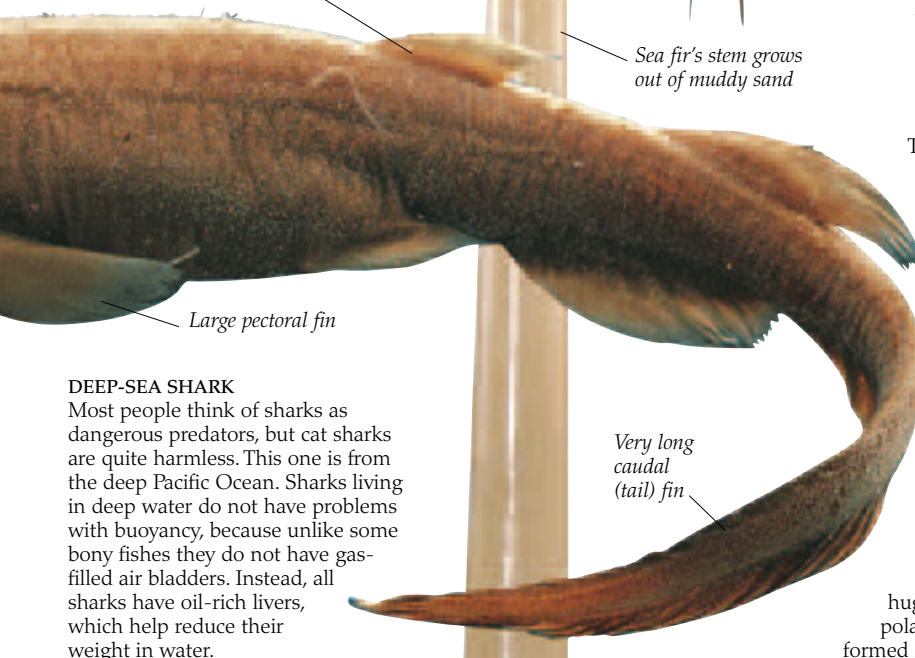 Sea fir's stem grows
out of muddy sand
T
Large pectoral fin
DEEP-SEA SHARK
Most people think of sharks as
dangerous predators, but cat sharks
are quite harmless. This one is from
the deep Pacific Ocean. Sharks living
in deep water do not have problems
with buoyancy, because unlike some
bony fishes they do not have gas-
filled air bladders. Instead, all
sharks have oil-rich livers,
which help reduce their
weight in water.
Very long
caudal
(tail) fin
hug
pola
formed